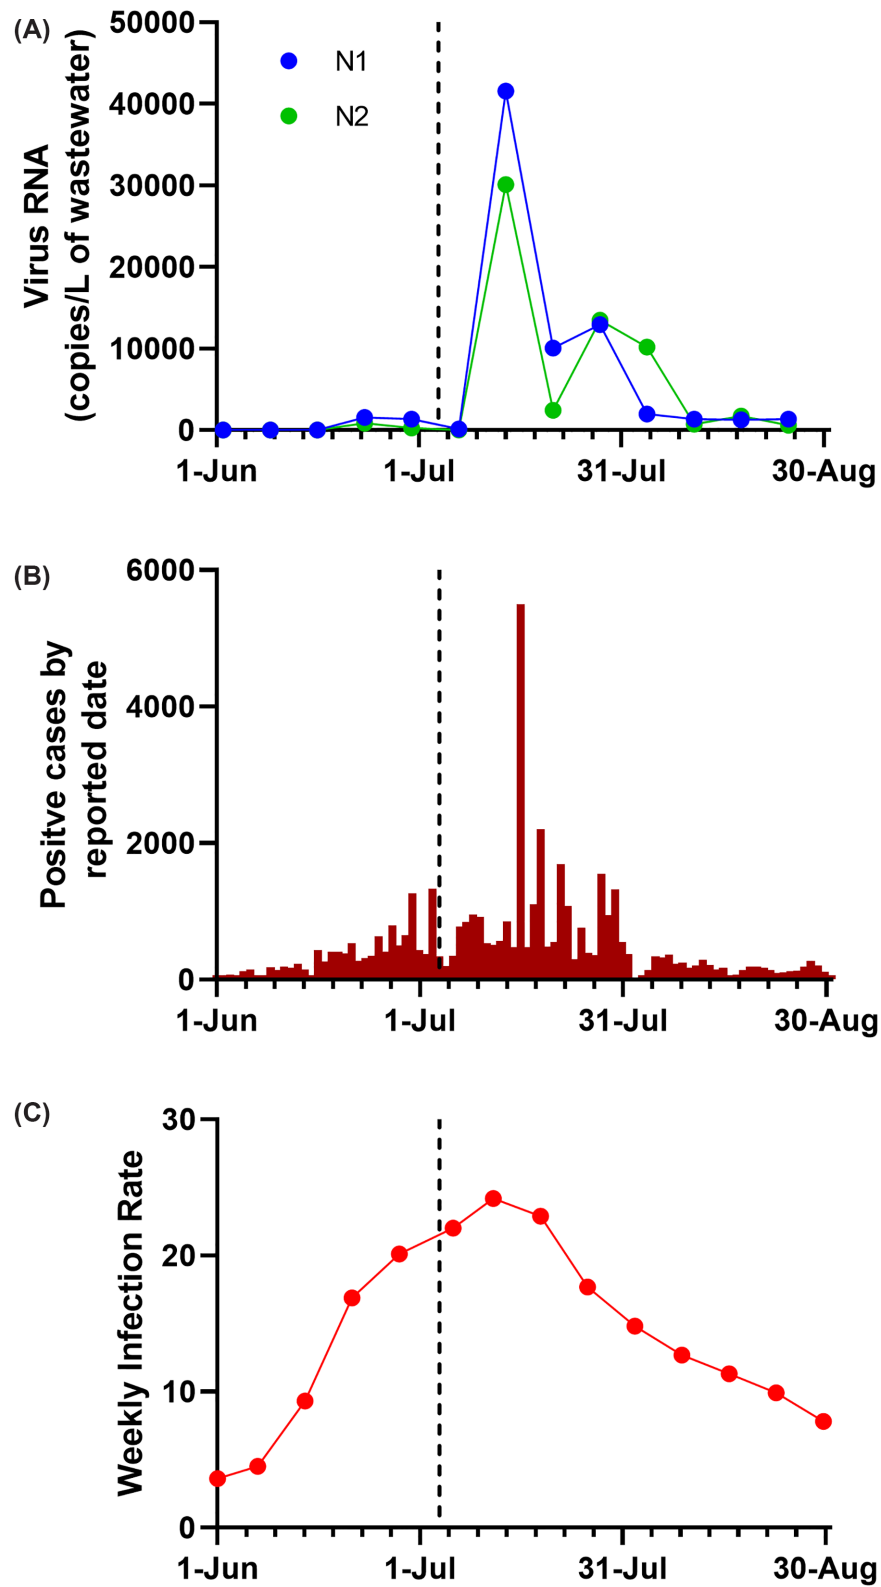 (A)
Virus RNA
(copies/L of wastewater)
50000
40000
30000
20000
10000
0
N1
N2
1-Jun 1-Jul 31-Jul 30-Aug
(B)
Positve cases by
reported date
6000
4000
2000
0
1-Jun 1-Jul 31-Jul 30-Aug
(C)
Weekly Infection Rate
30
20
10
0
1-Jun 1-Jul 31-Jul 30-Aug